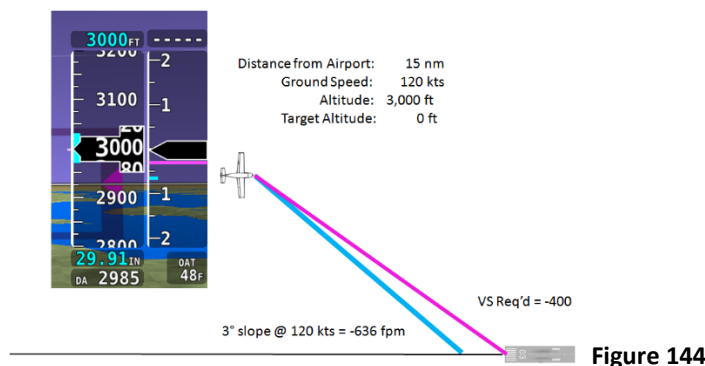 3000FT -----
3200 2
3100 1
20
3000
80
2900 1
2800 2
29.91IN OAT
DA 2985 48F
Distance from Airport: 15 nm
Ground Speed: 120 kts
Altitude: 3,000 ft
Target Altitude: 0 ft
VS Req'd = -400
3° slope @ 120 kts = -636 fpm
Figure 144